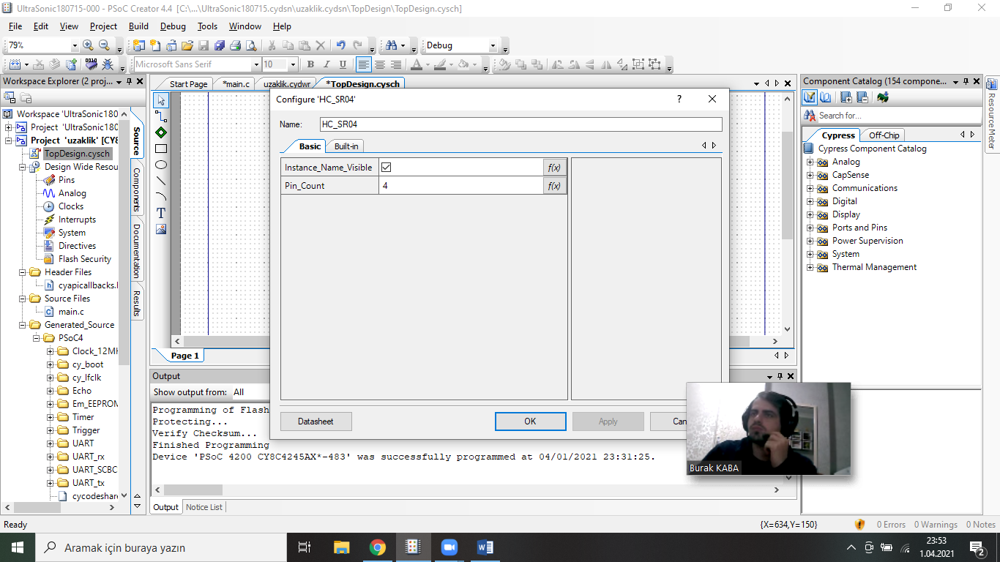 UltraSonic180715-000 - PSoC Creator 4.4 [C:\...\UltraSonic180715.cydsn\uzaklik.cydsn\TopDesign\TopDesign.cysch]
File Edit View Project Build Debug Tools Window Help
79% Debug
Microsoft Sans Serif 10 B I U A
Workspace Explorer (2 proj...
Workspace 'UltraSonic180
Project 'UltraSonic180
Project 'uzaklik' [CY8
TopDesign.cysch
Design Wide Resou
Pins
Analog
Clocks
Interrupts
System
Directives
Flash Security
Header Files
cyapicallbacks.
Source Files
main.c
Generated_Source
PSoC4
Clock_12M
cy_boot
cy_lfclk
Echo
Em_EEPROM
Timer
Trigger
UART
UART_rx
UART_SCBC
UART_tx
cycodeshar
Source
Components
Documentation
Results
Start Page *main.c uzaklik.cydwr *TopDesign.cysch
T
Configure 'HC_SR04' ?
Name: HC_SR04
Basic Built-in
Instance_Name_Visible f(x)
Pin_Count 4 f(x)
Datasheet OK Apply Can
Page 1
Output
Show output from: All
Programming of Flash
Protecting...
Verify Checksum...
Finished Programming
Device 'PSoC 4200 CY8C4245AX*-483' was successfully programmed at 04/01/2021 23:31:25.
Output Notice List
Component Catalog (154 compone...
Search for...
Cypress Off-Chip
Cypress Component Catalog
Analog
CapSense
Communications
Digital
Display
Ports and Pins
Power Supervision
System
Thermal Management
Resource Meter
Burak KABA
Ready {X=634,Y=150} 0 Errors 0 Warnings 0 Notes
Aramak için buraya yazın
23:53
1.04.2021
2